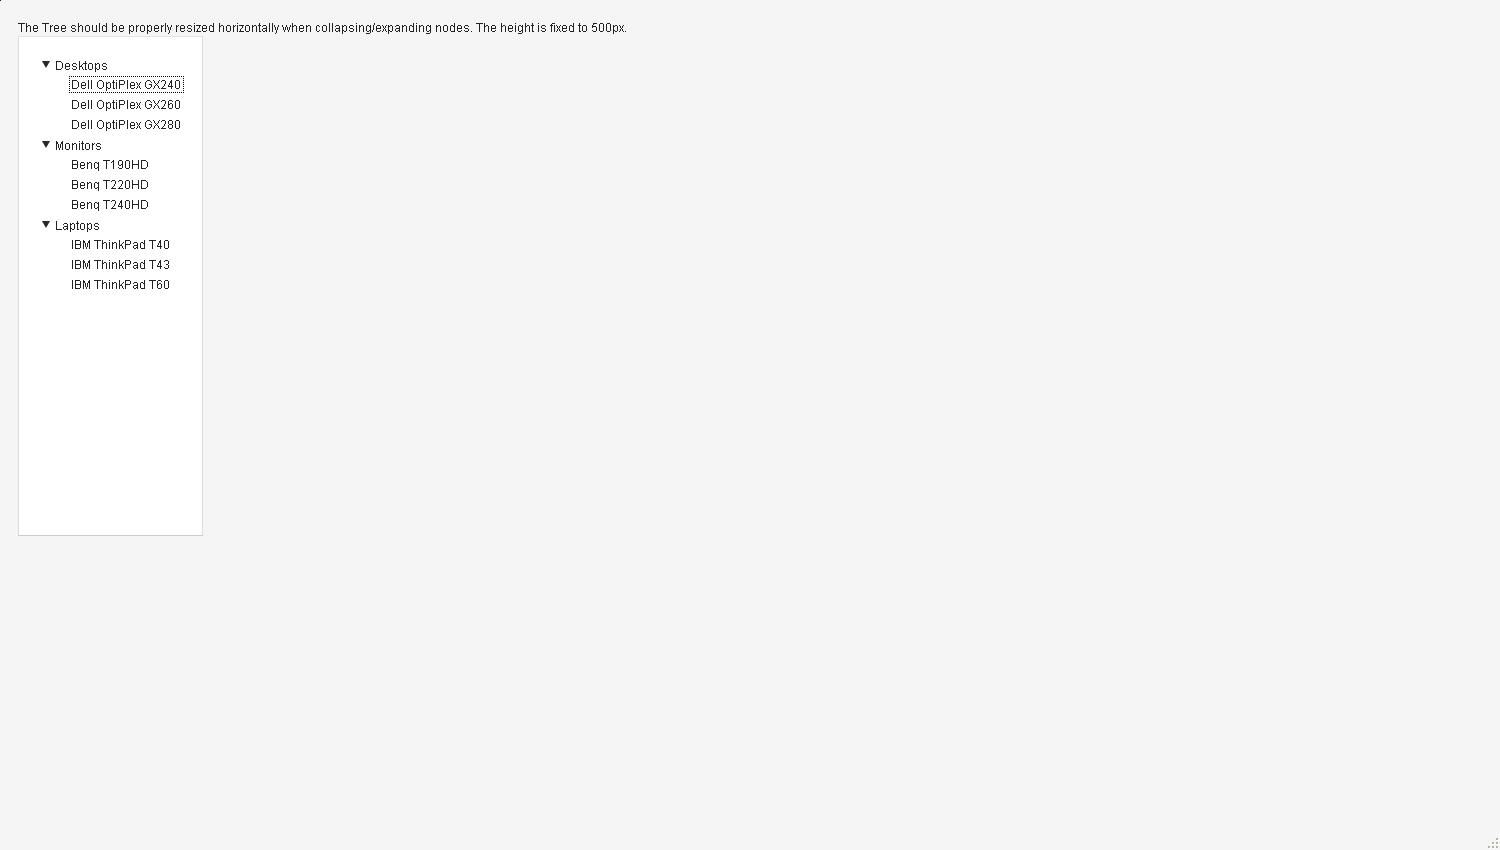 The Tree should be properly resized horizontally when collapsing/expanding nodes. The height is fixed to 500px.
Desktops
Dell OptiPlex GX240
Dell OptiPlex GX260
Dell OptiPlex GX280
Monitors
Benq T190HD
Benq T220HD
Benq T240HD
Laptops
IBM ThinkPad T40
IBM ThinkPad T43
IBM ThinkPad T60